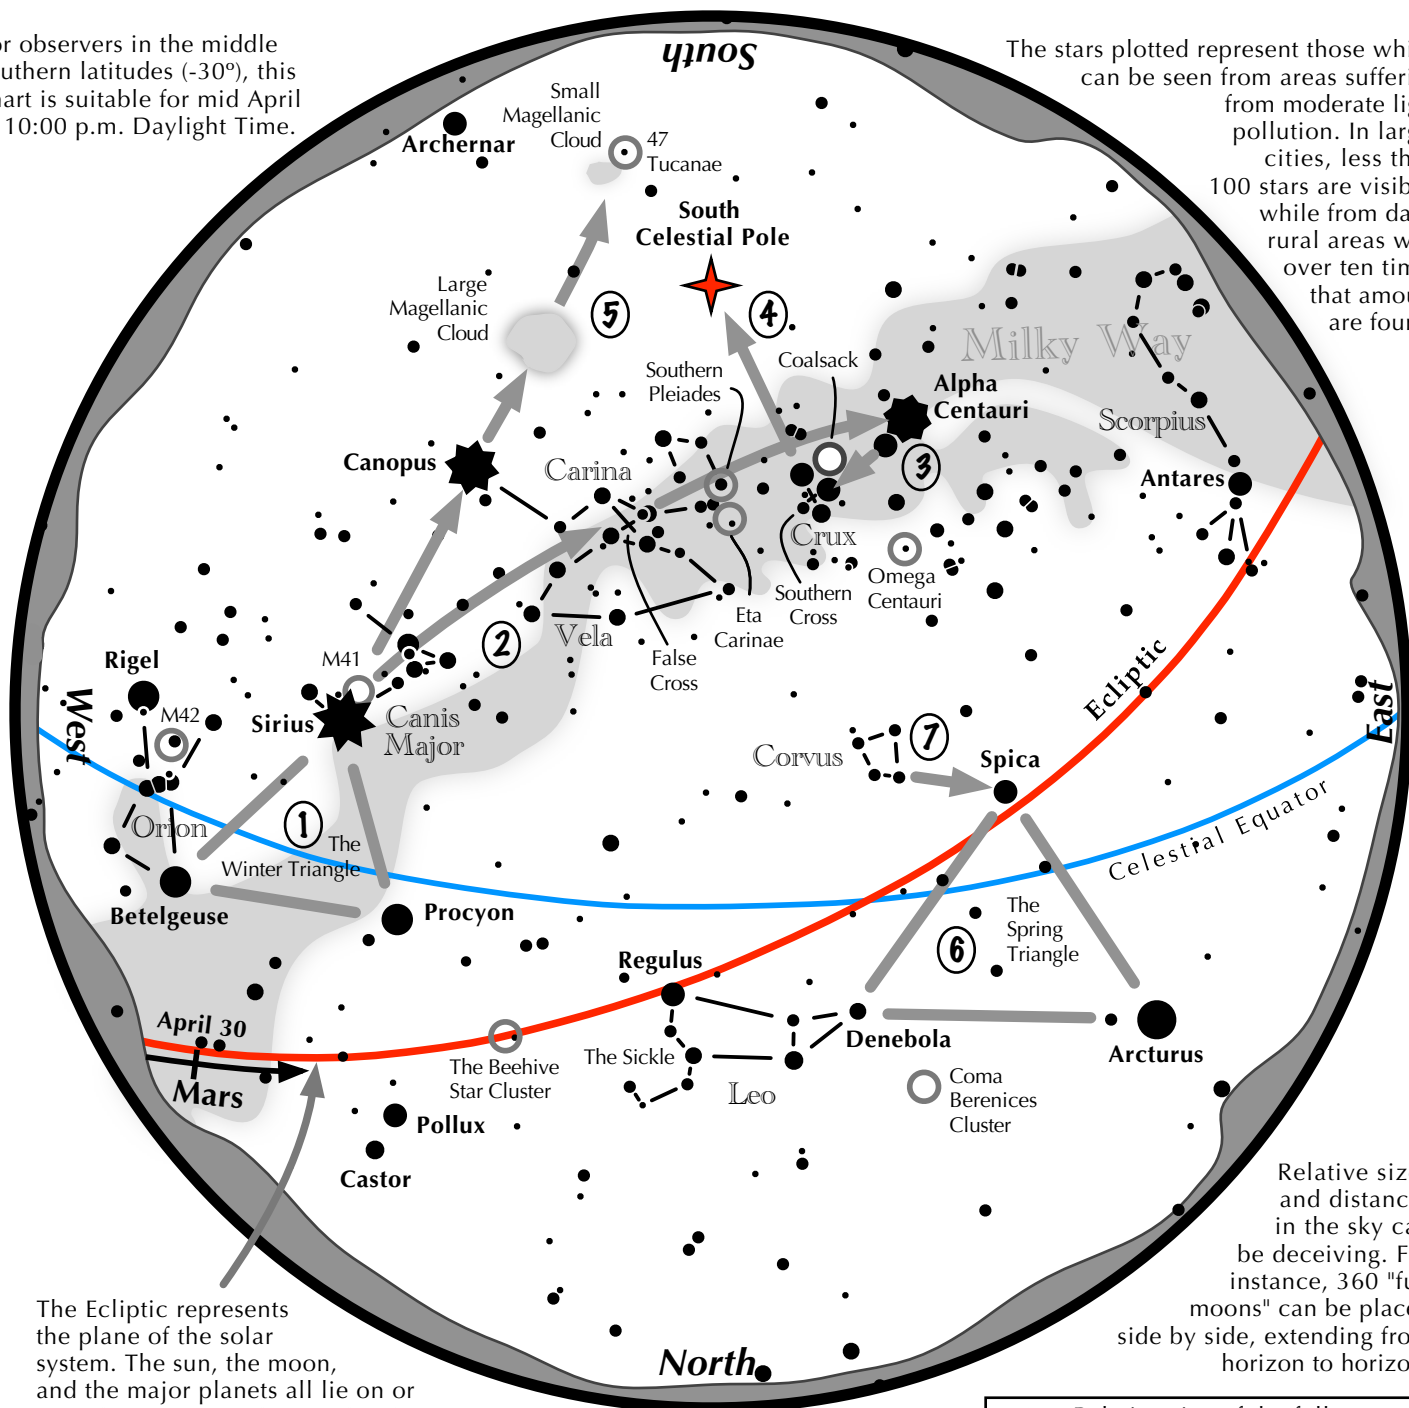 or observers in the middle
uthern latitudes (-30º), this
art is suitable for mid April
10:00 p.m. Daylight Time.
South
The stars plotted represent those whi
can be seen from areas sufferi
from moderate lig
pollution. In larg
cities, less th
100 stars are visib
while from da
rural areas w
over ten tim
that amou
are foun
Small
Magellanic
Cloud
47
Tucanae
Archernar
South
Celestial Pole
Large
Magellanic
Cloud
5
4
Milky Way
Southern
Pleiades
Coalsack
Alpha
Centauri
Scorpius
Canopus
Carina
3
Antares
Crux
Omega
Centauri
Southern
Cross
Eta
Carinae
Vela
False
Cross
2
M41
Rigel
M42
West
Sirius
Canis
Major
Ecliptic
East
Corvus
7
Spica
Orion
1
The
Winter Triangle
Celestial Equator
Betelgeuse
Procyon
The
Spring
Triangle
6
Regulus
April 30
Mars
The Beehive
Star Cluster
The Sickle
Leo
Denebola
Arcturus
Coma
Berenices
Cluster
Pollux
Castor
Relative siz
and distanc
in the sky ca
be deceiving. F
instance, 360 "fu
moons" can be place
side by side, extending fro
horizon to horizo
The Ecliptic represents
the plane of the solar
system. The sun, the moon,
and the major planets all lie on or
North